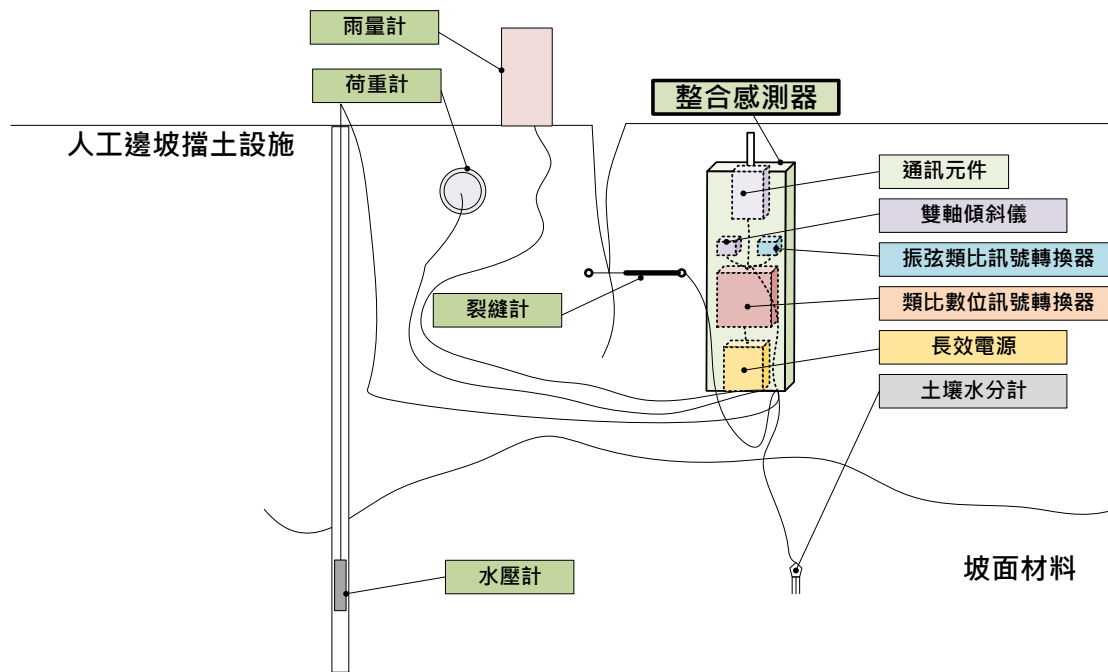 雨量計
荷重計
整合感測器
人工邊坡擋土設施
通訊元件
雙軸傾斜儀
振弦類比訊號轉換器
裂縫計
類比數位訊號轉換器
長效電源
土壤水分計
水壓計
坡面材料